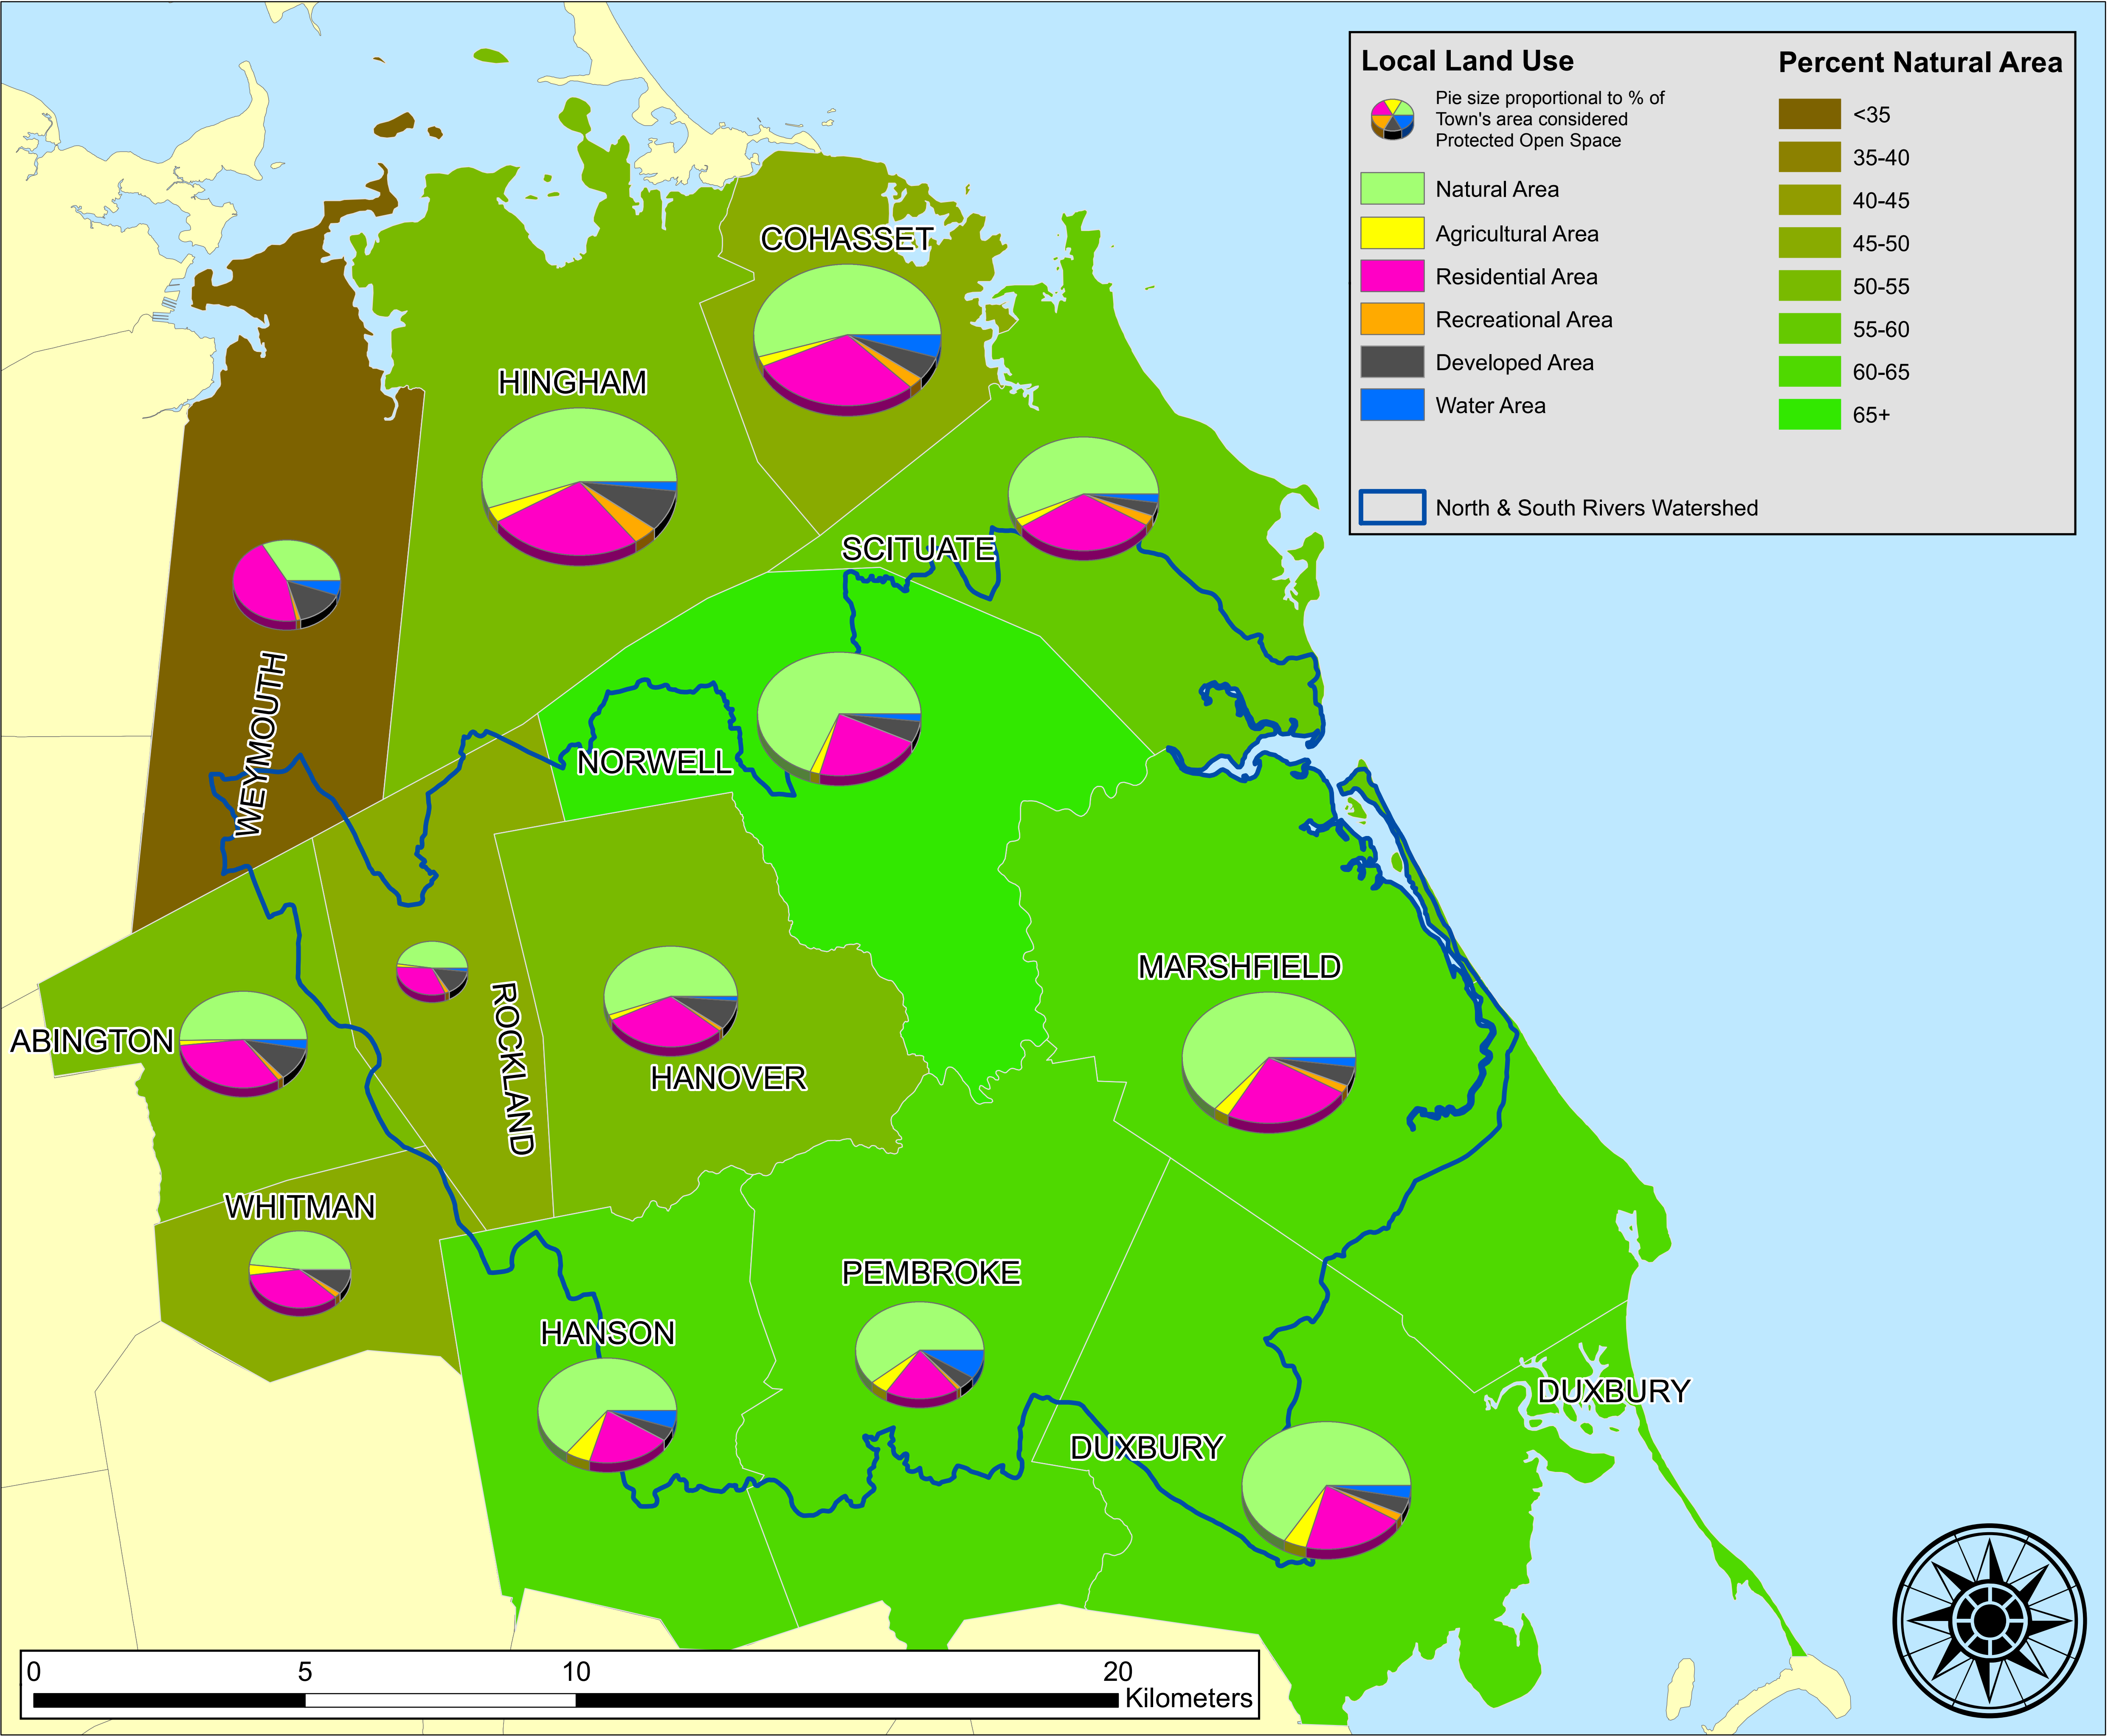 Local Land Use
Pie size proportional to % of
Town's area considered
Protected Open Space
Natural Area
Agricultural Area
Residential Area
Recreational Area
Developed Area
Water Area
North & South Rivers Watershed
Percent Natural Area
<35
35-40
40-45
45-50
50-55
55-60
60-65
65+
COHASSET
HINGHAM
SCITUATE
WEYMOUTH
NORWELL
MARSHFIELD
ROCKLAND
ABINGTON
HANOVER
WHITMAN
PEMBROKE
HANSON
DUXBURY
DUXBURY
0 5 10 20
Kilometers